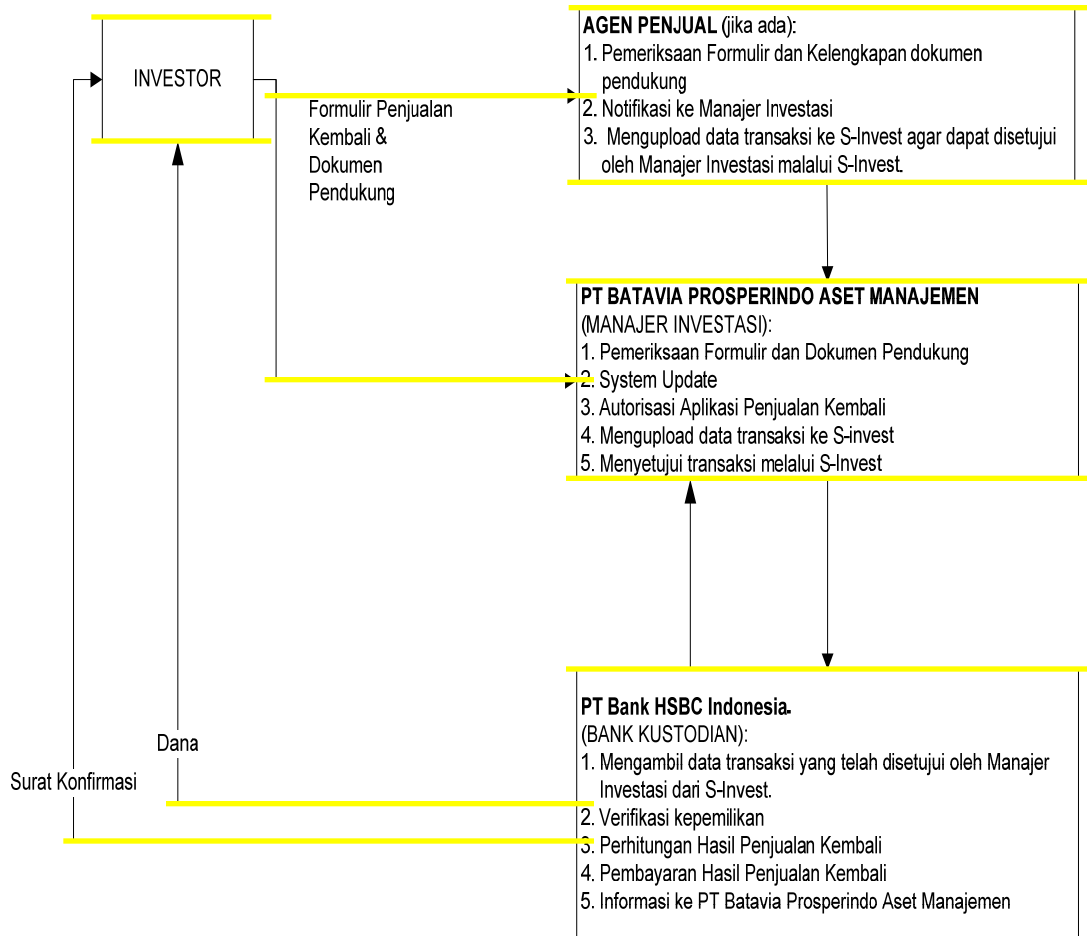 INVESTOR
Formulir Penjualan
Kembali &
Dokumen
Pendukung
AGEN PENJUAL (jika ada):
1. Pemeriksaan Formulir dan Kelengkapan dokumen
pendukung
2. Notifikasi ke Manajer Investasi
3. Mengupload data transaksi ke S-Invest agar dapat disetujui
oleh Manajer Investasi malalui S-Invest.
PT BATAVIA PROSPERINDO ASET MANAJEMEN
(MANAJER INVESTASI):
1. Pemeriksaan Formulir dan Dokumen Pendukung
2. System Update
3. Autorisasi Aplikasi Penjualan Kembali
4. Mengupload data transaksi ke S-invest
5. Menyetujui transaksi melalui S-Invest
PT Bank HSBC Indonesia.
(BANK KUSTODIAN):
1. Mengambil data transaksi yang telah disetujui oleh Manajer
Investasi dari S-Invest.
2. Verifikasi kepemilikan
3. Perhitungan Hasil Penjualan Kembali
4. Pembayaran Hasil Penjualan Kembali
5. Informasi ke PT Batavia Prosperindo Aset Manajemen
Dana
Surat Konfirmasi